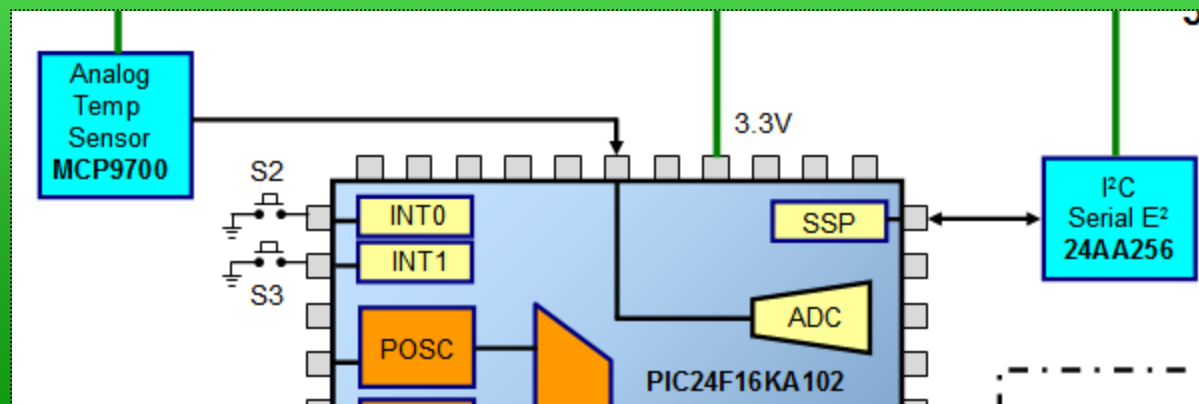 Analog
Temp
Sensor
MCP9700
3.3V
S2
INT0
INT1
S3
SSP
I²C
Serial E²
24AA256
ADC
POSC
PIC24F16KA102